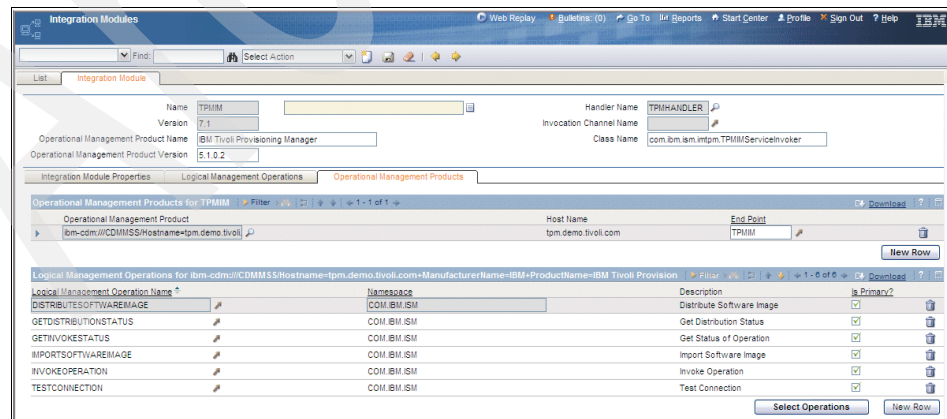 Integration Modules
Web Replay Bulletins: (0) Go To Reports Start Center Profile Sign Out ? Help IBM
Find: Select Action
List Integration Module
Name TPMIM Handler Name TPMHANDLER
Version 7.1 Invocation Channel Name
Operational Management Product Name IBM Tivoli Provisioning Manager Class Name com.ibm.ism.imtpm.TPMIMServiceInvoker
Operational Management Product Version 5.1.0.2
Integration Module Properties Logical Management Operations Operational Management Products
Operational Management Products for TPMIM Filter 1 - 1 of 1 Download ?
Operational Management Product Host Name End Point
ibm-cdm:///CDMMSS/Hostname=tpm.demo.tivoli. tpm.demo.tivoli.com TPMIM
New Row
Logical Management Operations for ibm-cdm:///CDMMSS/Hostname=tpm.demo.tivoli.com+ManufacturerName=IBM+ProductName=IBM Tivoli Provision Filter 1 - 6 of 6 Download ?
Logical Management Operation Name Namespace Description Is Primary?
DISTRIBUTESOFTWAREIMAGE COM.IBM.ISM Distribute Software Image
GETDISTRIBUTIONSTATUS COM.IBM.ISM Get Distribution Status
GETINVOKESTATUS COM.IBM.ISM Get Status of Operation
IMPORTSOFTWAREIMAGE COM.IBM.ISM Import Software Image
INVOKEOPERATION COM.IBM.ISM Invoke Operation
TESTCONNECTION COM.IBM.ISM Test Connection
Select Operations New Row